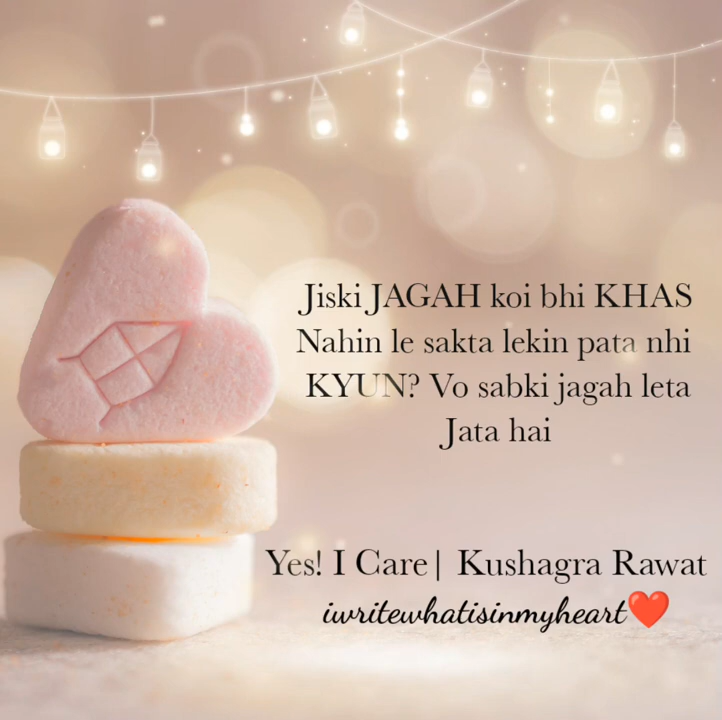 Jiski JAGAH koi bhi KHAS
Nahin le sakta lekin pata nhi
KYUN? Vo sabki jagah leta
Jata hai
Yes! I Care| Kushagra Rawat
iwritewhatisinmyheart❤️